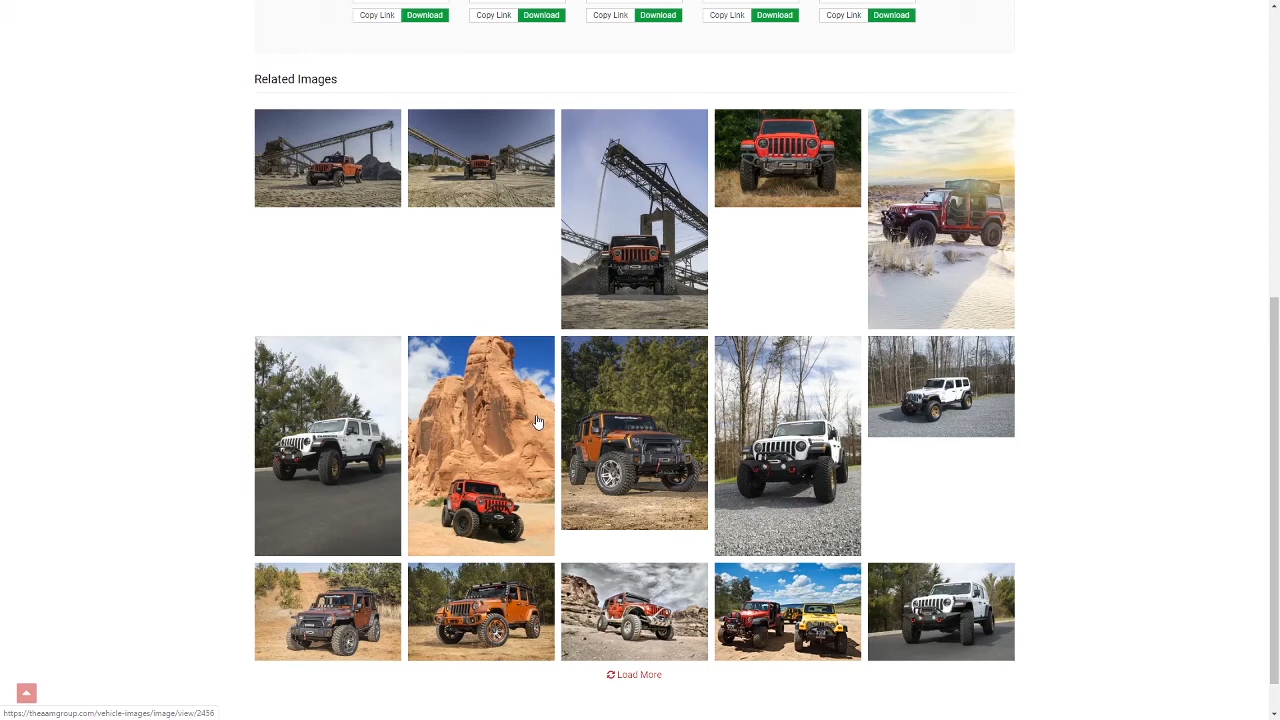 Copy Link Download Copy Link Download Copy Link Download Copy Link Download Copy Link Download
Related Images
Load More
https://theaamgroup.com/vehicle-images/image/view/2456